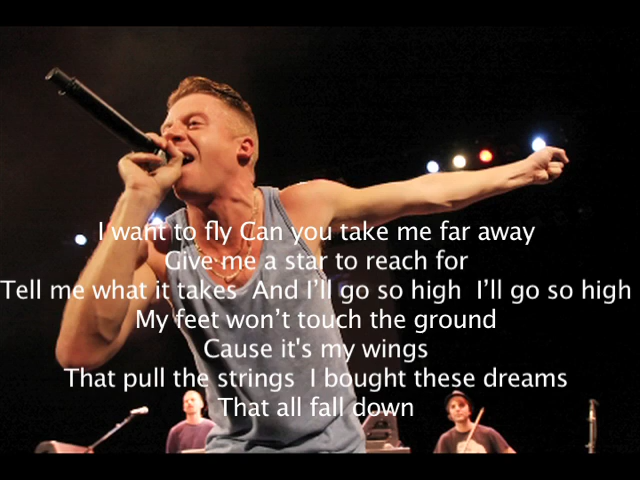 I want to fly Can you take me far away
Give me a star to reach for
Tell me what it takes  And I’ll go so high  I’ll go so high
My feet won’t touch the ground
Cause it's my wings
That pull the strings  I bought these dreams
That all fall down